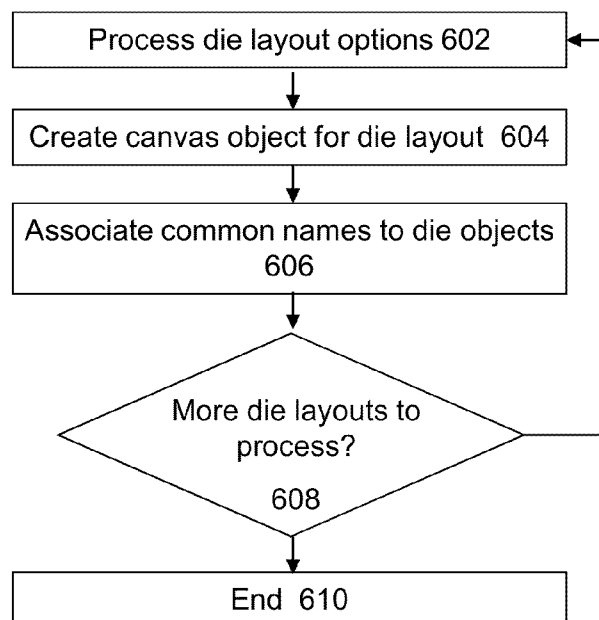 Process die layout options 602
Create canvas object for die layout 604
Associate common names to die objects
606
More die layouts to
process?
608
End 610